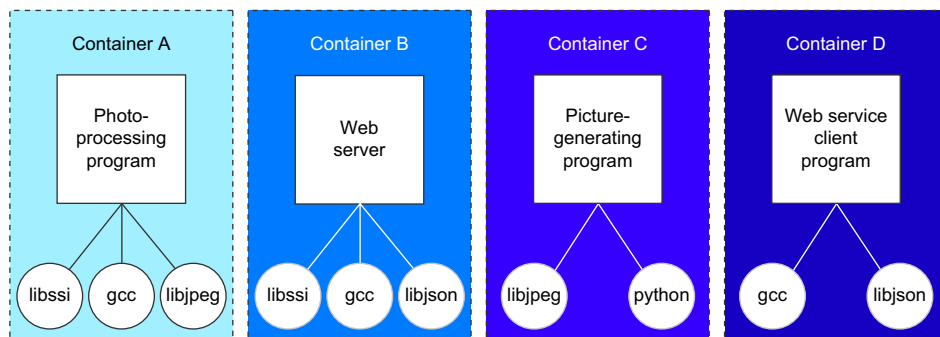 Container A
Photo-
processing
program
libssi
gcc
libjpeg
Container B
Web
server
libssi
gcc
libjson
Container C
Picture-
generating
program
libjpeg
python
Container D
Web service
client
program
gcc
libjson